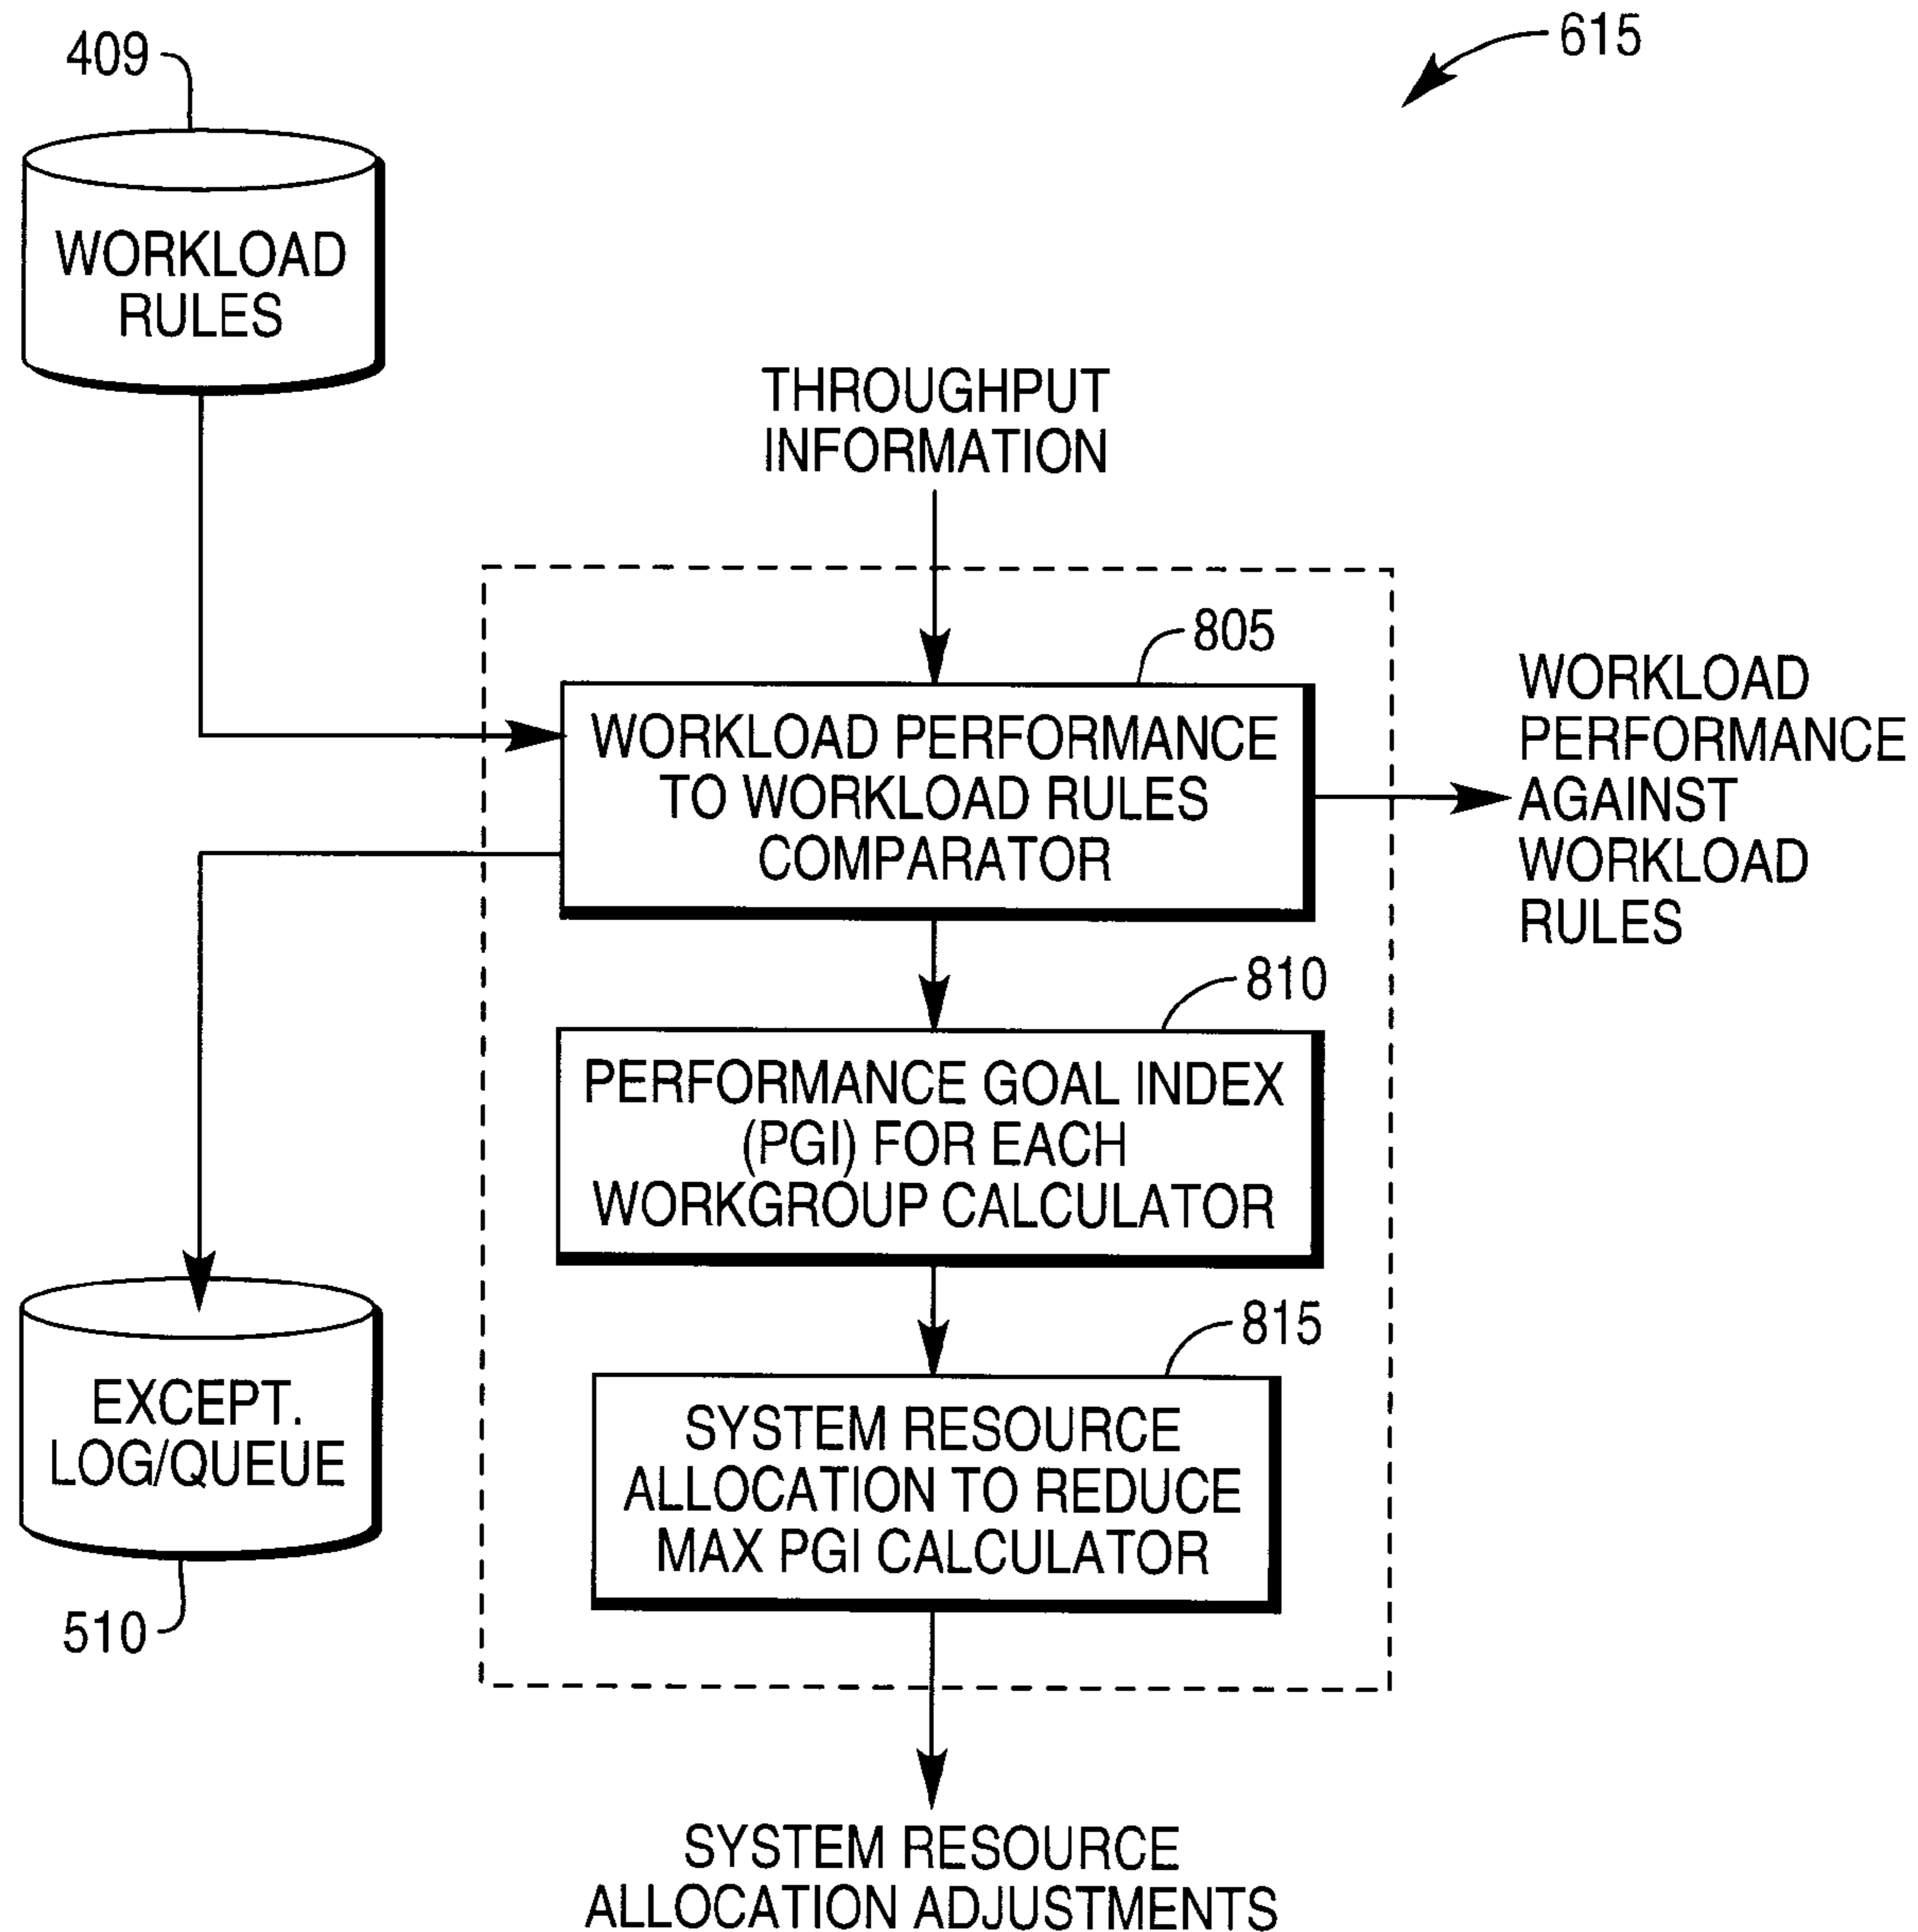 615
409
WORKLOAD
RULES
THROUGHPUT
INFORMATION
805
WORKLOAD PERFORMANCE
TO WORKLOAD RULES
COMPARATOR
WORKLOAD
PERFORMANCE
AGAINST
WORKLOAD
RULES
810
PERFORMANCE GOAL INDEX
(PGI) FOR EACH
WORKGROUP CALCULATOR
815
SYSTEM RESOURCE
ALLOCATION TO REDUCE
MAX PGI CALCULATOR
EXCEPT.
LOG/QUEUE
510
SYSTEM RESOURCE
ALLOCATION ADJUSTMENTS